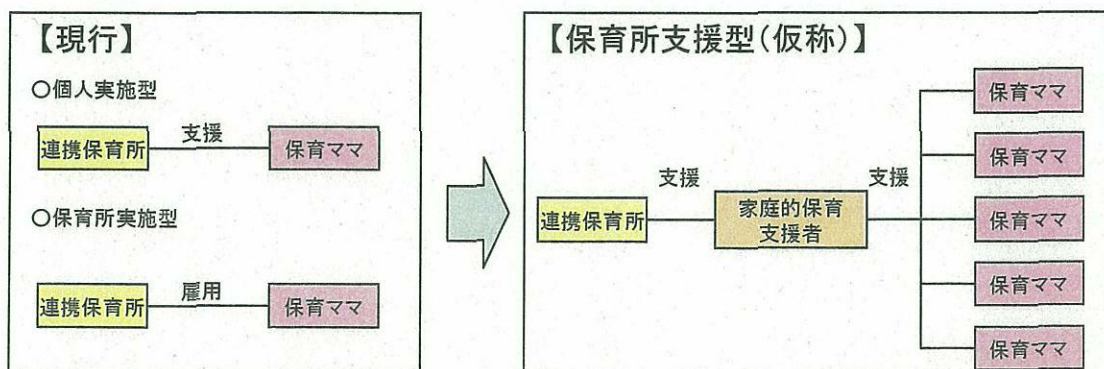 【現行】
○個人実施型
連携保育所
支援
保育ママ
○保育所実施型
連携保育所
雇用
保育ママ
【保育所支援型(仮称)】
連携保育所
支援
家庭的保育
支援者
支援
保育ママ
保育ママ
保育ママ
保育ママ
保育ママ